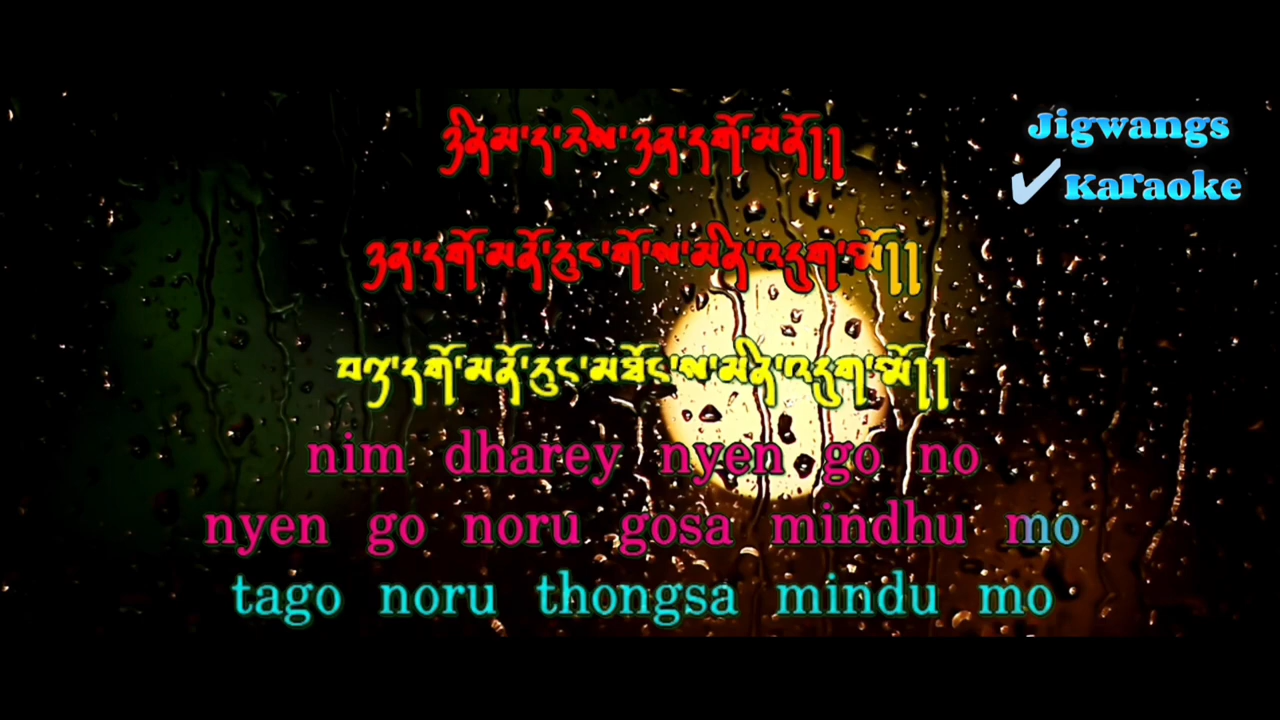 ཉིནམ་ད་རེས་ཉན་དགོ་མནོ།།
ཉན་དགོ་མནོ་རུང་གོ་ས་མིན་འདུག་མོ།།
བལྟ་དགོ་མནོ་རུང་མཐོང་ས་མིན་འདུག་མོ།།
nim dharey nyen go no
nyen go noru gosa mindhu mo
tago noru thongsa mindu mo
Jigwangs
✔Karaoke